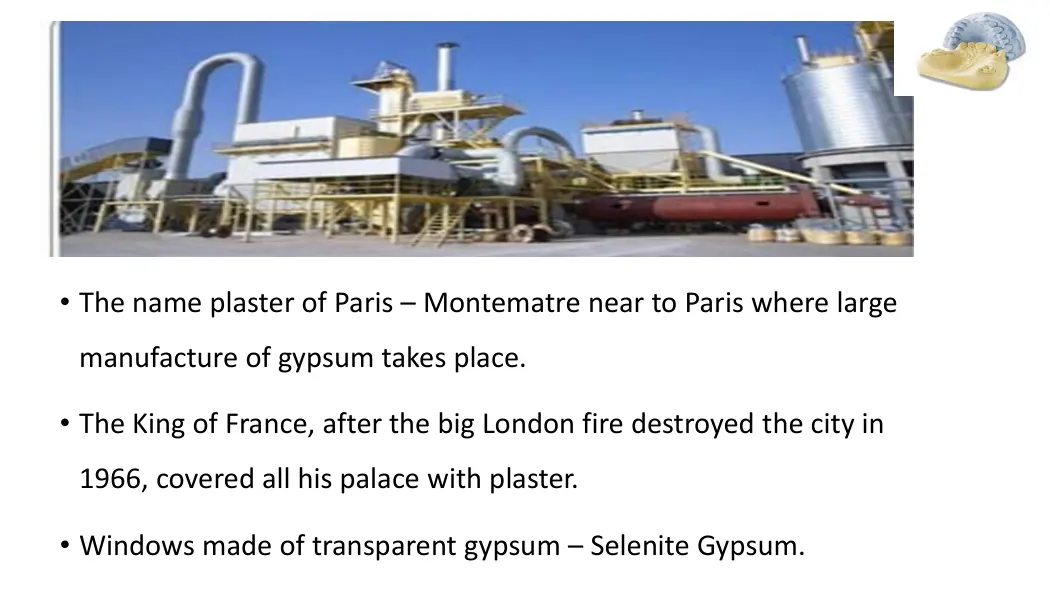 • The name plaster of Paris – Montematre near to Paris where large
manufacture of gypsum takes place.
• The King of France, after the big London fire destroyed the city in
1966, covered all his palace with plaster.
• Windows made of transparent gypsum – Selenite Gypsum.